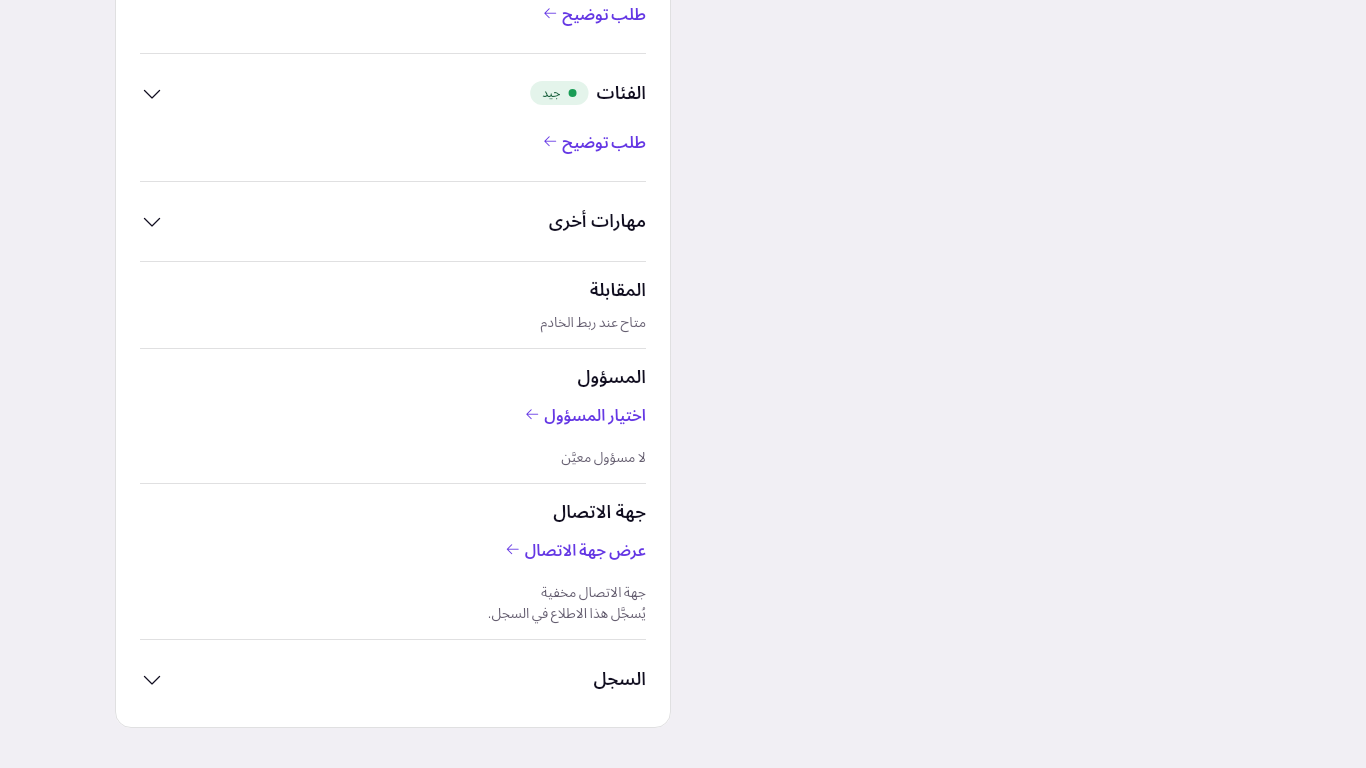 طلب توضيح ←
الفئات جيد
طلب توضيح ←
مهارات أخرى
المقابلة
متاح عند ربط الخادم
المسؤول
اختيار المسؤول ←
لا مسؤول معيَّن
جهة الاتصال
عرض جهة الاتصال ←
جهة الاتصال مخفية
يُسجَّل هذا الاطلاع في السجل.
السجل